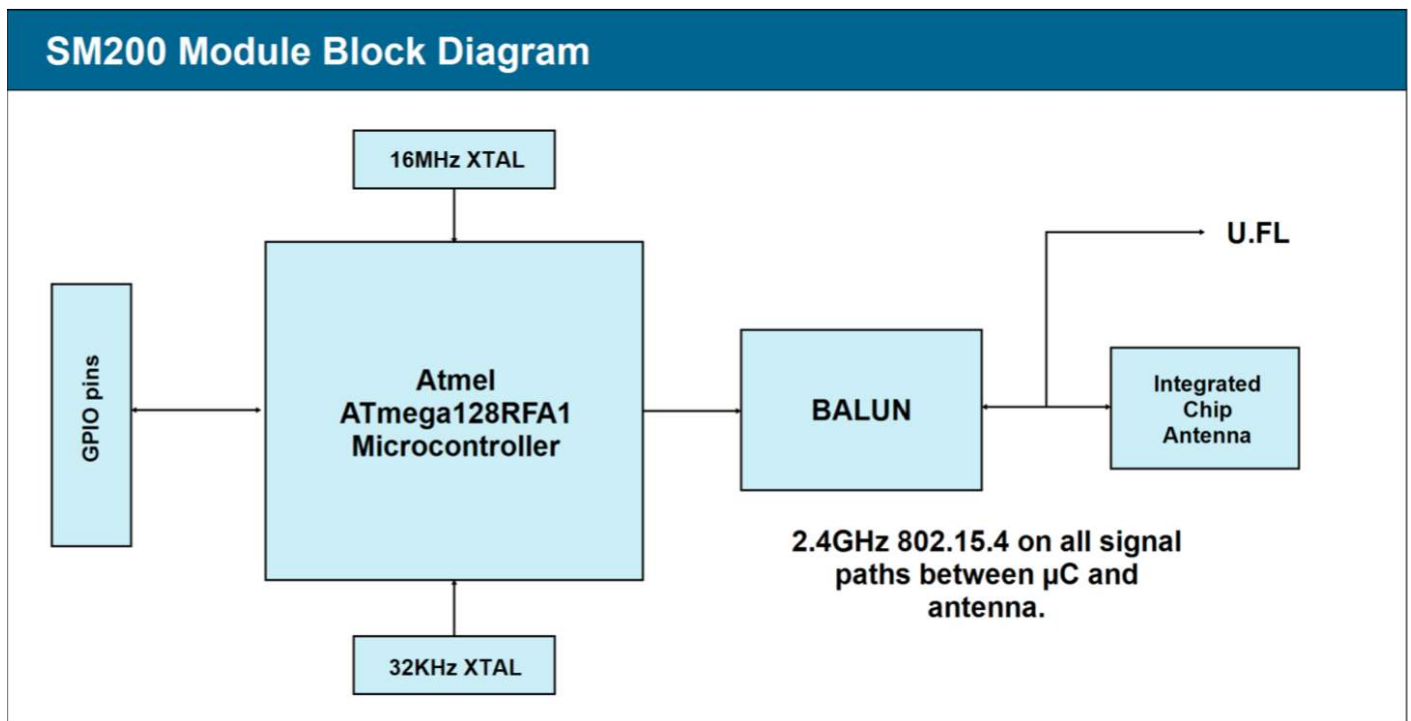 SM200 Module Block Diagram
16MHz XTAL
U.FL
GPIO pins
Atmel
ATmega128RFA1
Microcontroller
BALUN
Integrated
Chip
Antenna
2.4GHz 802.15.4 on all signal
paths between µC and
antenna.
32KHz XTAL